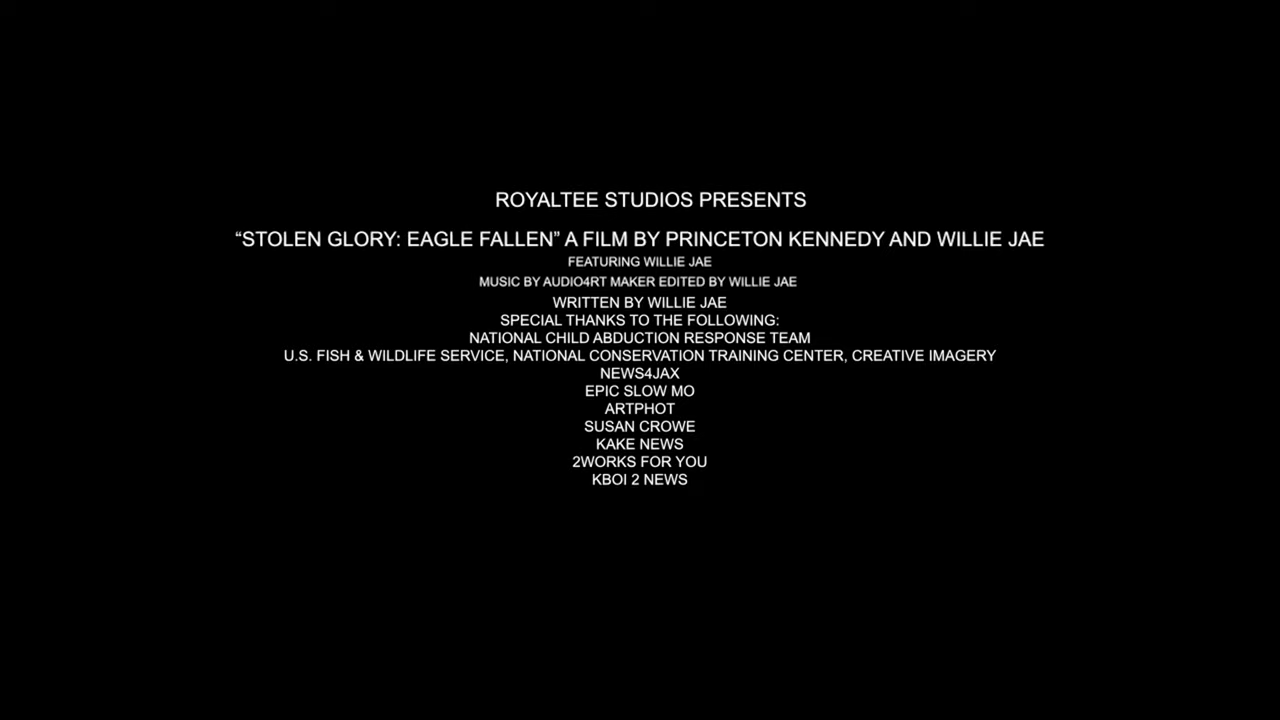 ROYALTEE STUDIOS PRESENTS
“STOLEN GLORY: EAGLE FALLEN” A FILM BY PRINCETON KENNEDY AND WILLIE JAE
FEATURING WILLIE JAE
MUSIC BY AUDIO4RT MAKER EDITED BY WILLIE JAE
WRITTEN BY WILLIE JAE
SPECIAL THANKS TO THE FOLLOWING:
NATIONAL CHILD ABDUCTION RESPONSE TEAM
U.S. FISH & WILDLIFE SERVICE, NATIONAL CONSERVATION TRAINING CENTER, CREATIVE IMAGERY
NEWS4JAX
EPIC SLOW MO
ARTPHOT
SUSAN CROWE
KAKE NEWS
2WORKS FOR YOU
KBOI 2 NEWS